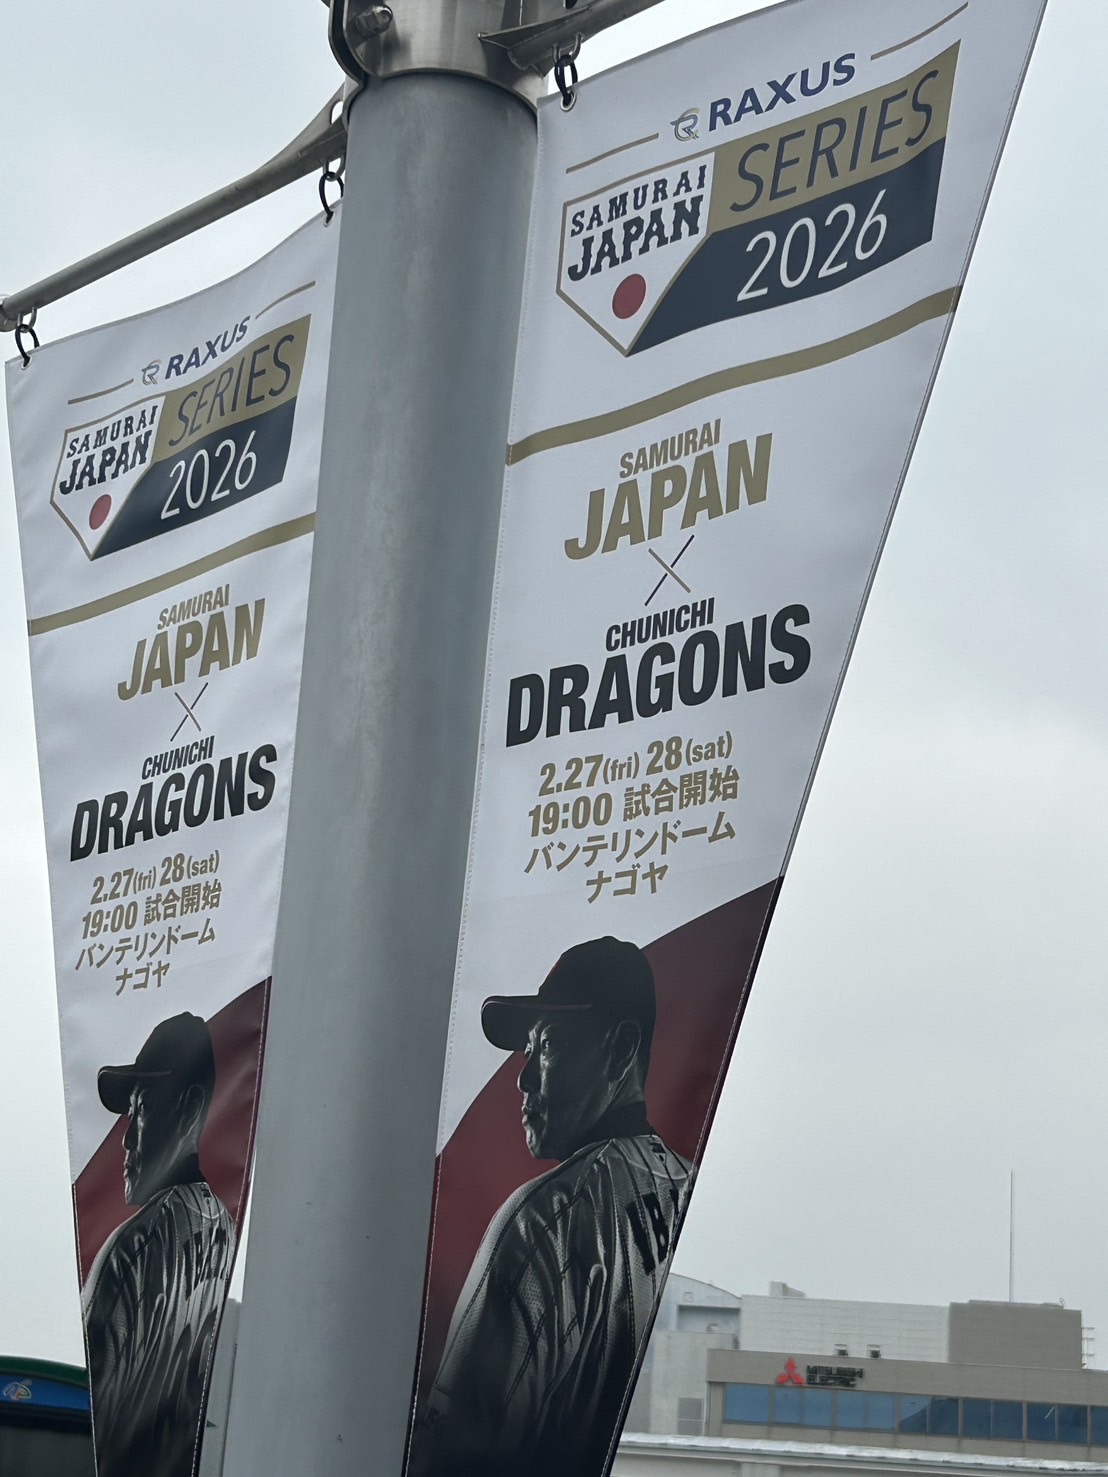 RAXUS
SAMURAI
JAPAN
SERIES
2026
SAMURAI
JAPAN
×
CHUNICHI
DRAGONS
2.27(fri) 28(sat)
19:00 試合開始
バンテリンドーム
ナゴヤ
RAXUS
SAMURAI
JAPAN
SERIES
2026
SAMURAI
JAPAN
×
CHUNICHI
DRAGONS
2.27(fri) 28(sat)
19:00 試合開始
バンテリンドーム
ナゴヤ
MITSUBISHI
ELECTRIC